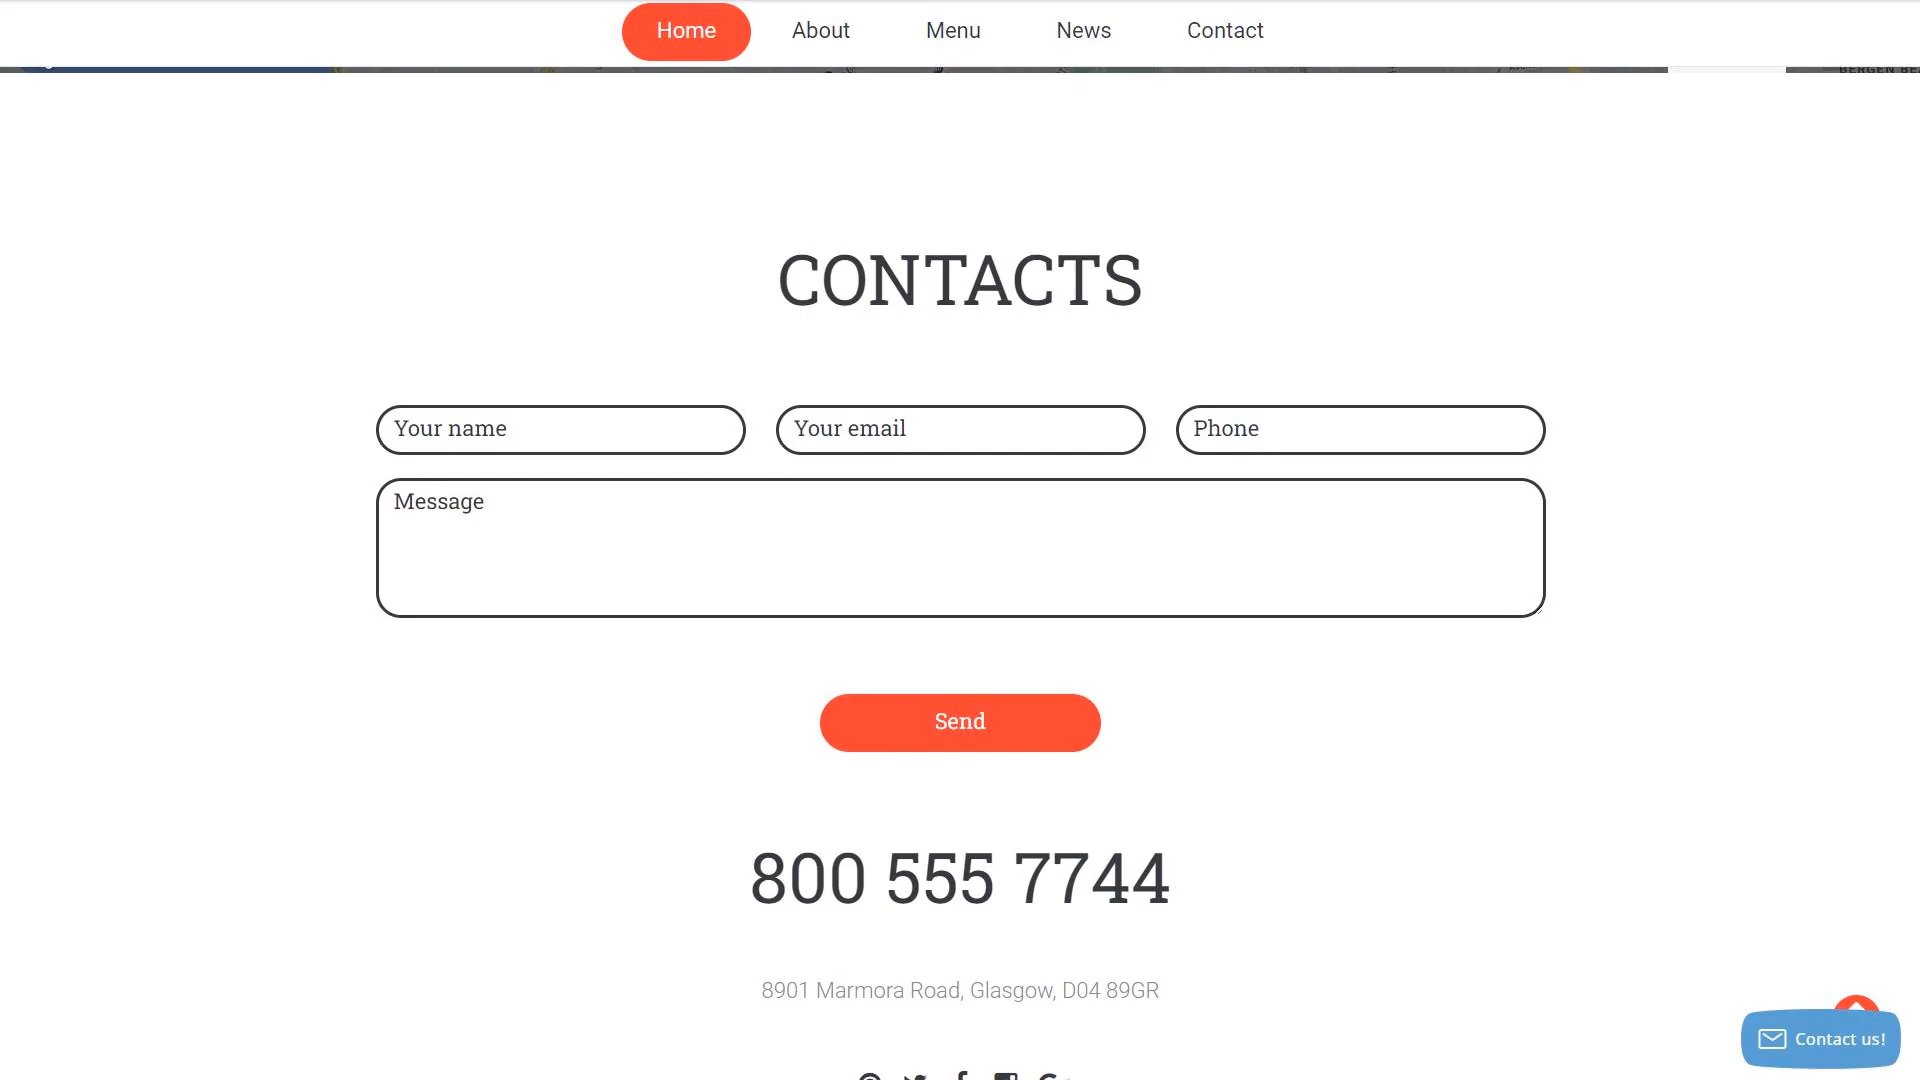 Home About Menu News Contact
CONTACTS
Your name Your email Phone
Message
Send
800 555 7744
8901 Marmora Road, Glasgow, D04 89GR
Contact us!